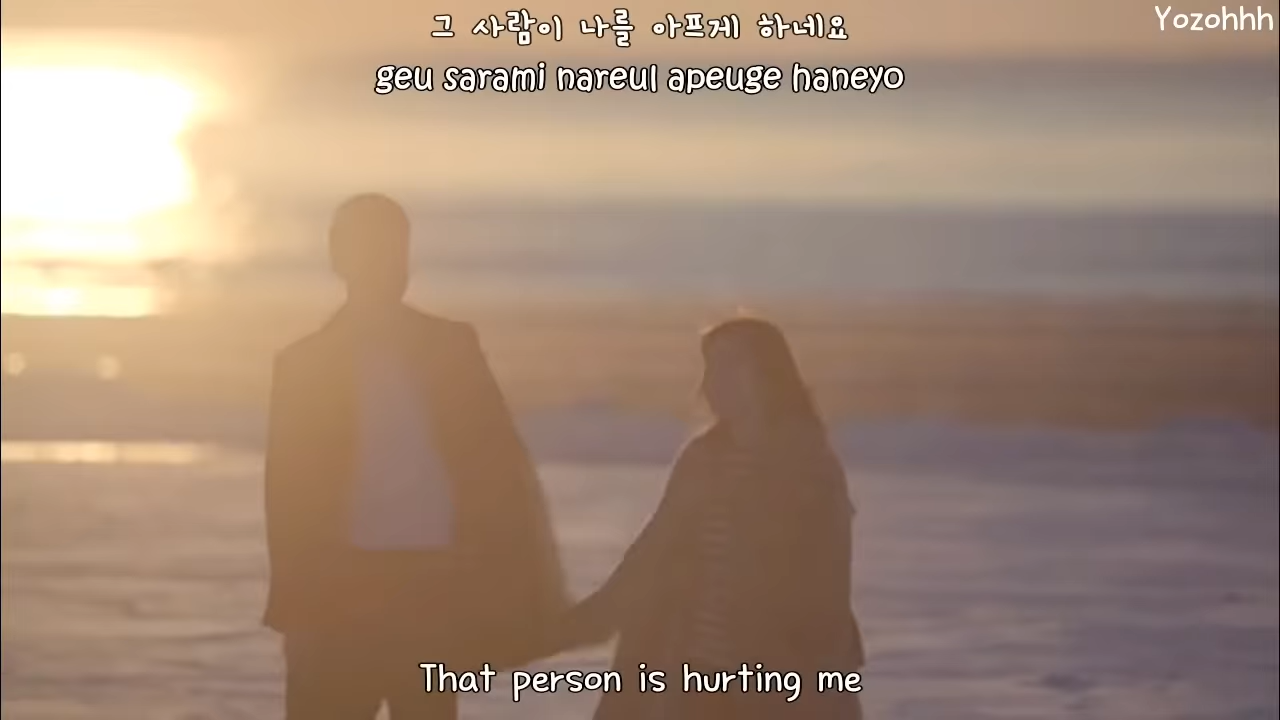 Yozohhh
그 사람이 나를 아프게 하네요
geu sarami nareul apeuge haneyo
That person is hurting me